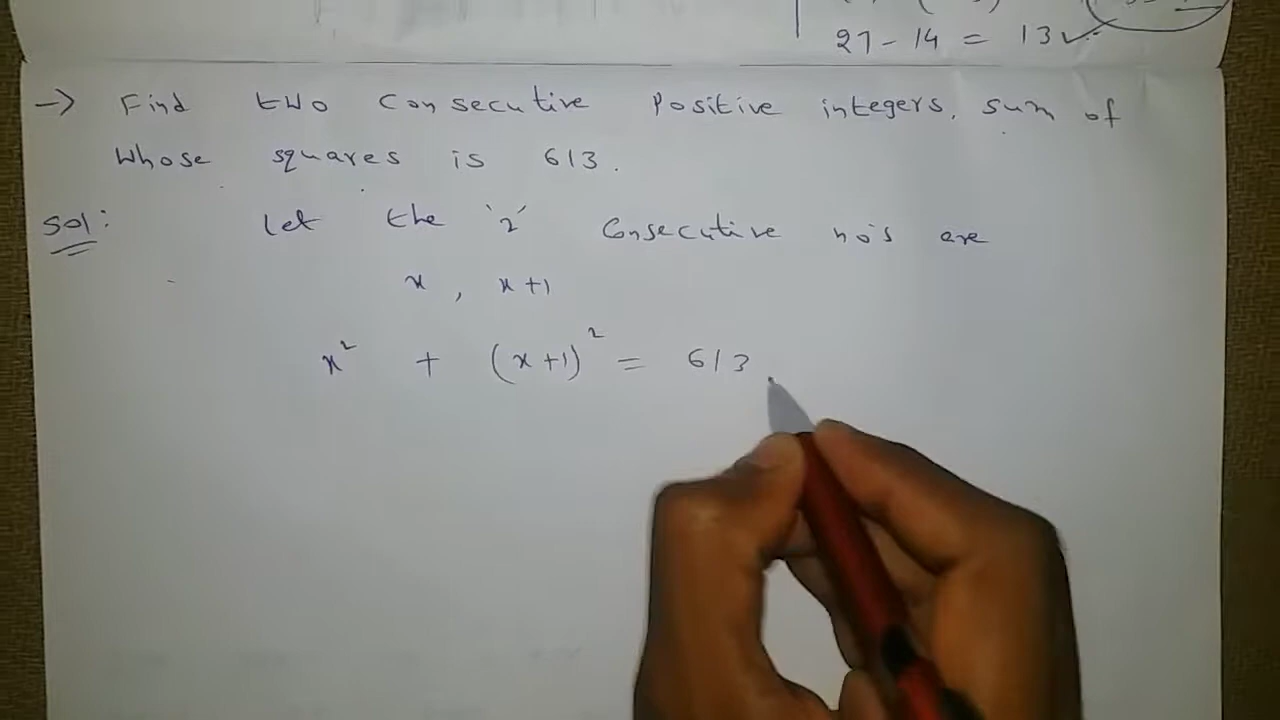 27 - 14 = 13 ✓
→ Find two consecutive positive integers, sum of
whose squares is 613.
Sol: Let the '2' Consecutive no's are
x, x+1
x² + (x+1)² = 613